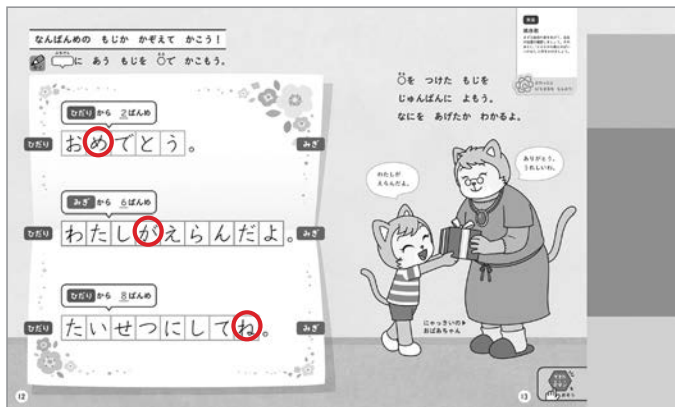 なんばんめの もじか かぞえて かこう!
に あう もじを ○で かこもう。
ひだり から 2ばんめ
ひだり おめでとう。 みぎ
みぎ から 6ばんめ
ひだり わたしがえらんだよ。 みぎ
ひだり から 8ばんめ
ひだり たいせつにしてね。 みぎ
12
○を つけた もじを
じゅんばんに よもう。
なにを あげたか わかるよ。
わたしが
えらんだよ。
ありがとう。
うれしいわ。
にゃっきいの
おばあちゃん
13